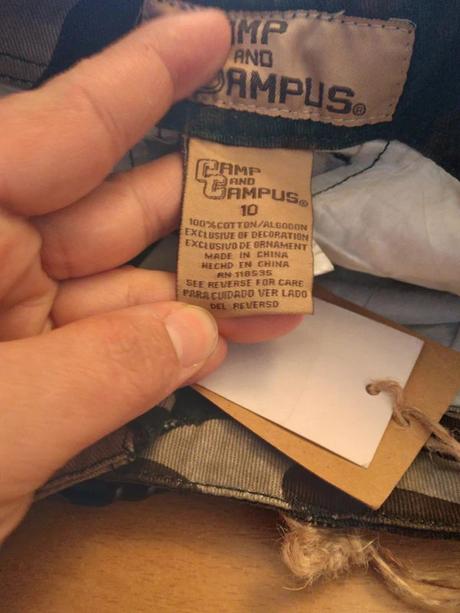 AMP
AND
CAMPUS®
CAMP
AND
CAMPUS®
10
100%COTTON/ALGODON
EXCLUSIVE OF DECORATION
EXCLUSIVO DE ORNAMENT
MADE IN CHINA
HECHO EN CHINA
RN 118535
SEE REVERSE FOR CARE
PARA CUIDADO VER LADO
DEL REVERSO